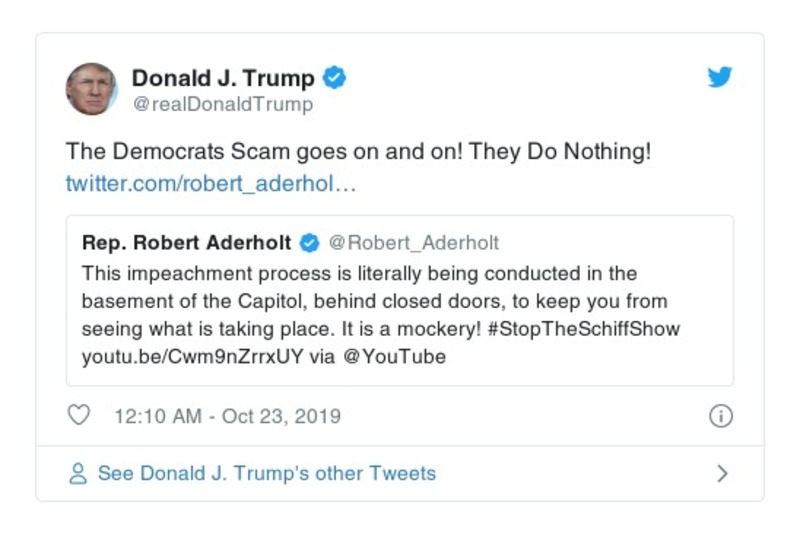 Donald J. Trump
@realDonaldTrump
The Democrats Scam goes on and on! They Do Nothing!
twitter.com/robert_aderhol…
Rep. Robert Aderholt @Robert_Aderholt
This impeachment process is literally being conducted in the
basement of the Capitol, behind closed doors, to keep you from
seeing what is taking place. It is a mockery! #StopTheSchiffShow
youtu.be/Cwm9nZrrxUY via @YouTube
12:10 AM - Oct 23, 2019
See Donald J. Trump's other Tweets